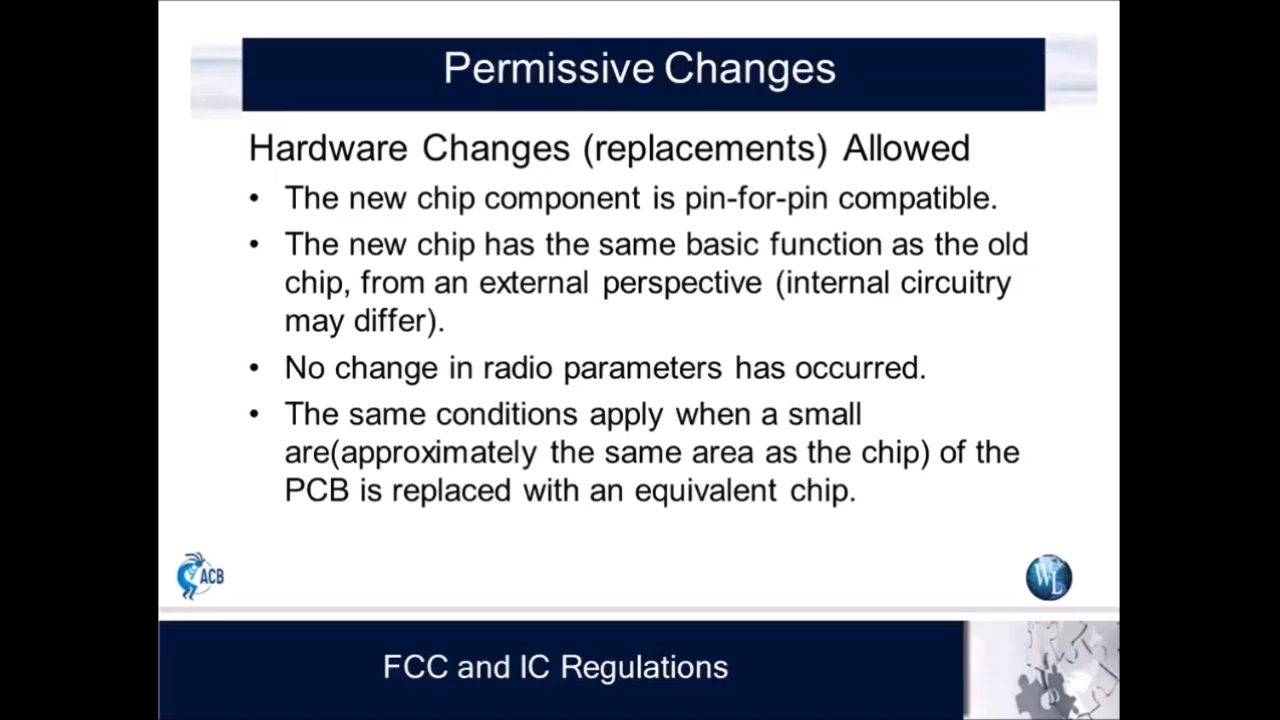 Permissive Changes
Hardware Changes (replacements) Allowed
• The new chip component is pin-for-pin compatible.
• The new chip has the same basic function as the old
chip, from an external perspective (internal circuitry
may differ).
• No change in radio parameters has occurred.
• The same conditions apply when a small
are(approximately the same area as the chip) of the
PCB is replaced with an equivalent chip.
ACB
WL
FCC and IC Regulations